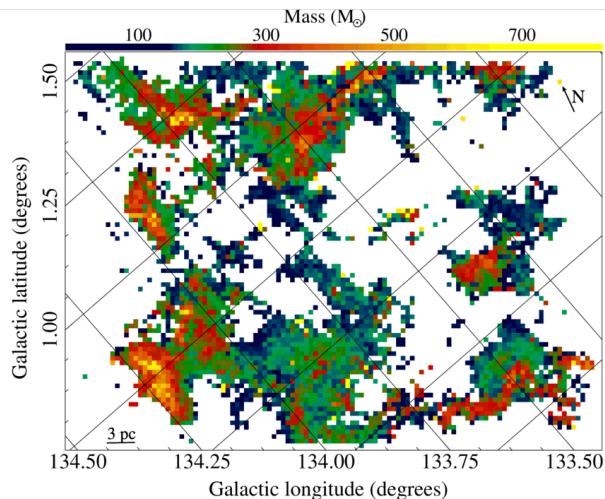 Mass (M☉)
100 300 500 700
1.50
1.25
1.00
Galactic latitude (degrees)
N
3 pc
134.50 134.25 134.00 133.75 133.50
Galactic longitude (degrees)